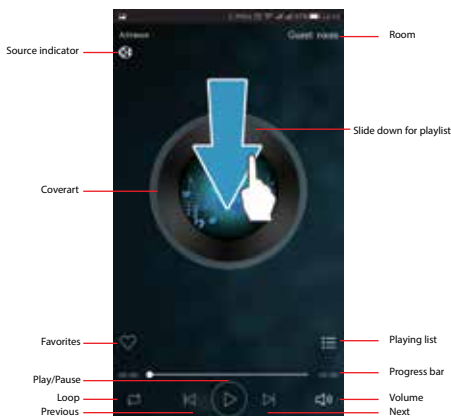 Guest room
Room
Source indicator
Slide down for playlist
Coverart
Favorites
Playing list
Progress bar
Play/Pause
Loop
Volume
Previous
Next